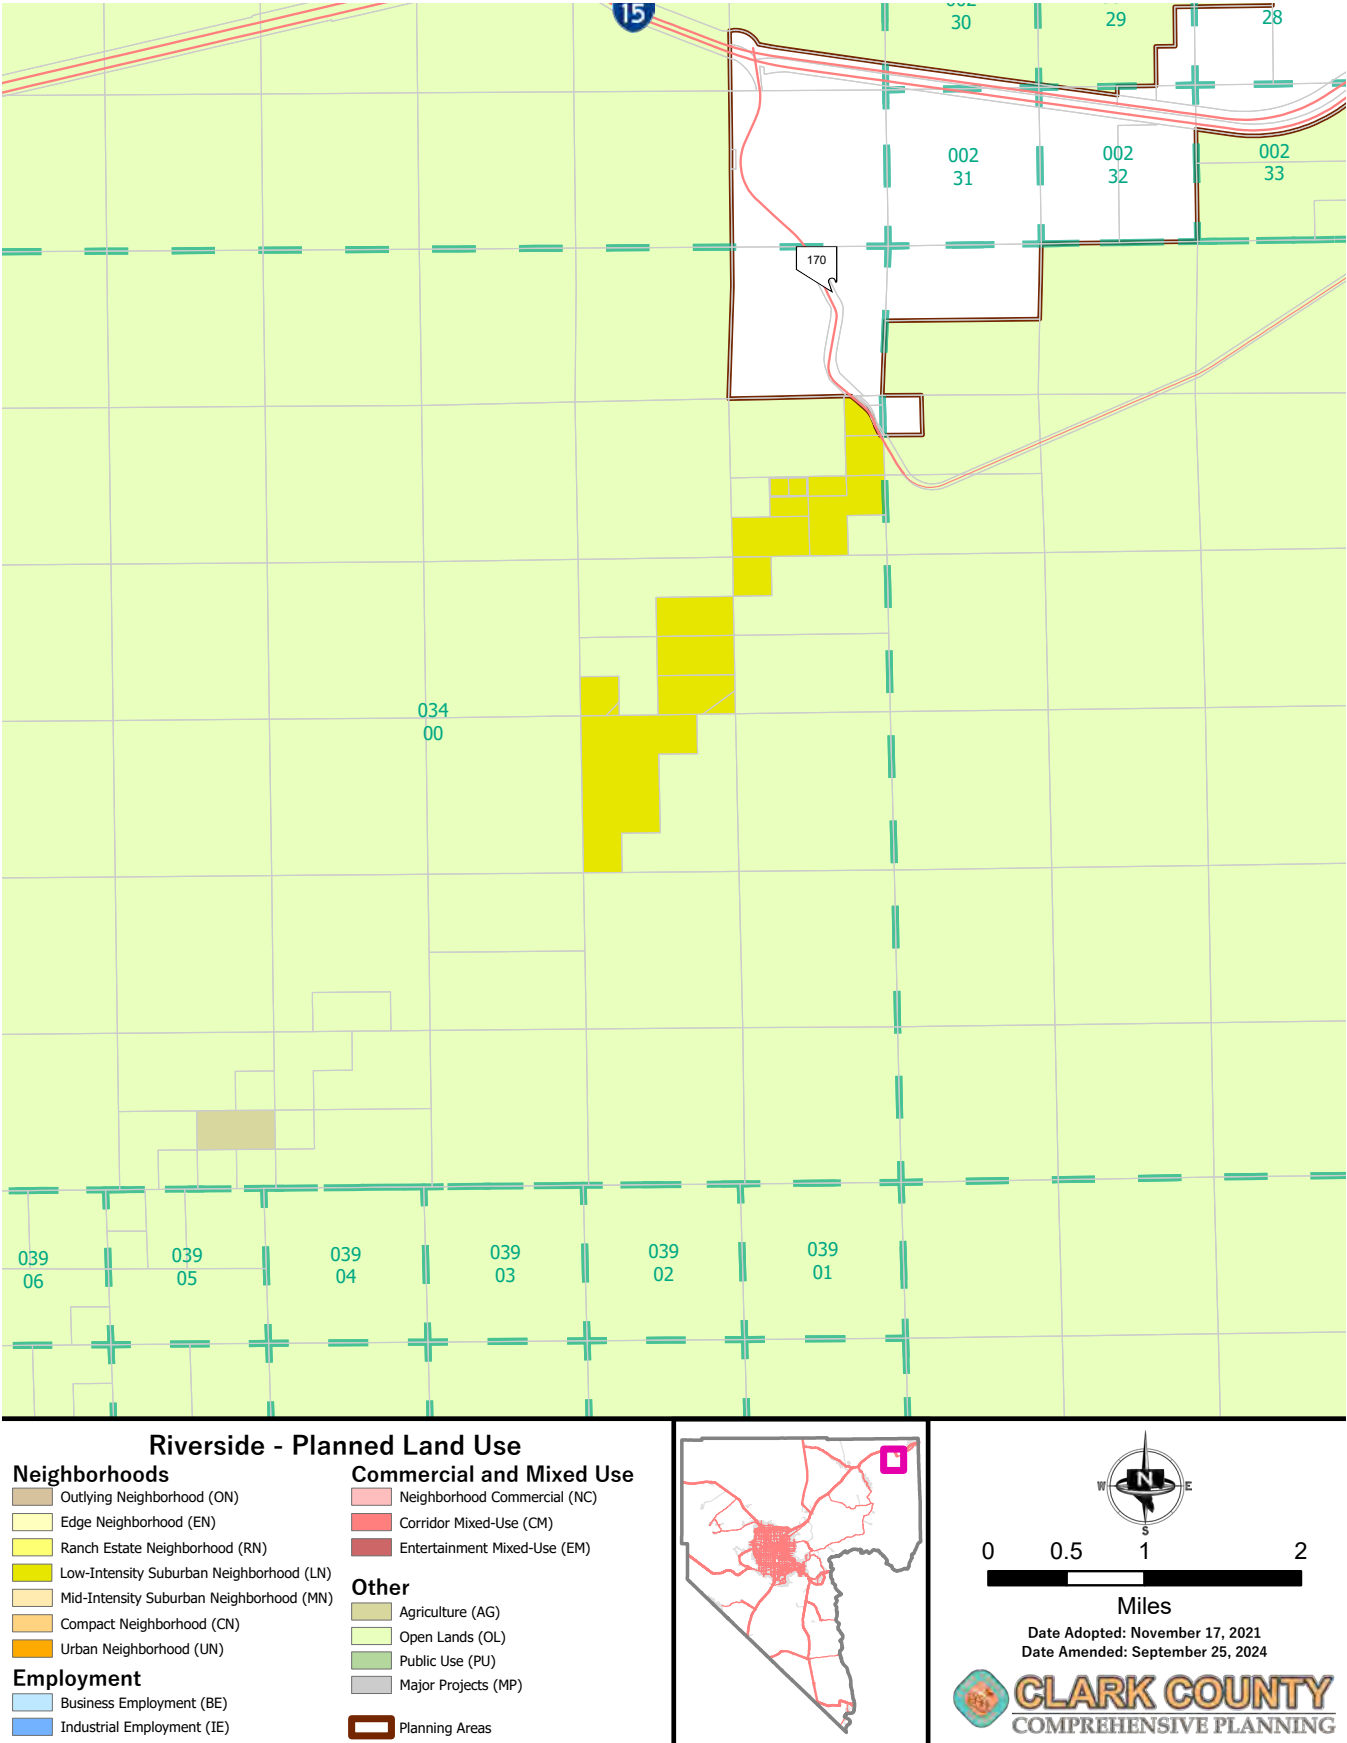 15
30
29
28
002
31
002
32
002
33
170
034
00
039
06
039
05
039
04
039
03
039
02
039
01
Riverside - Planned Land Use
Neighborhoods
Outlying Neighborhood (ON)
Edge Neighborhood (EN)
Ranch Estate Neighborhood (RN)
Low-Intensity Suburban Neighborhood (LN)
Mid-Intensity Suburban Neighborhood (MN)
Compact Neighborhood (CN)
Urban Neighborhood (UN)
Employment
Business Employment (BE)
Industrial Employment (IE)
Commercial and Mixed Use
Neighborhood Commercial (NC)
Corridor Mixed-Use (CM)
Entertainment Mixed-Use (EM)
Other
Agriculture (AG)
Open Lands (OL)
Public Use (PU)
Major Projects (MP)
Planning Areas
N
W E
S
0 0.5 1 2
Miles
Date Adopted: November 17, 2021
Date Amended: September 25, 2024
CLARK COUNTY
COMPREHENSIVE PLANNING